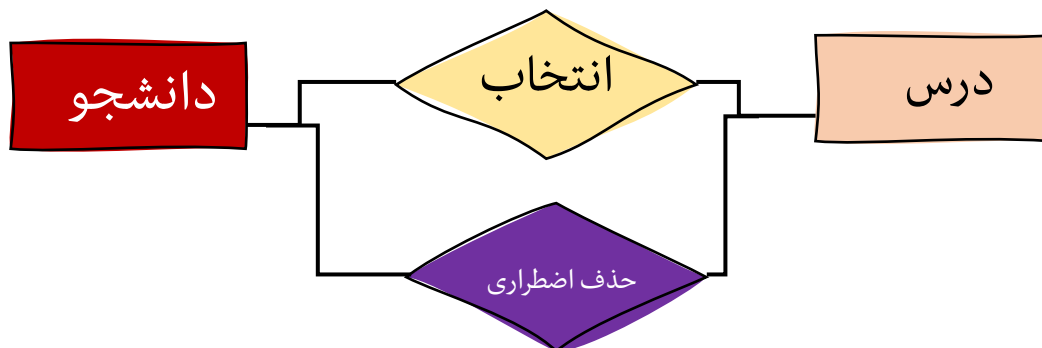 درس
انتخاب
دانشجو
حذف اضطراری